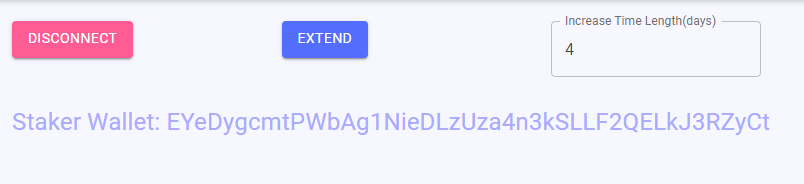 Increase Time Length(days)
DISCONNECT EXTEND 4
Staker Wallet: EYeDygcmtPWbAg1NieDLzUza4n3kSLLF2QELkJ3RZyCt